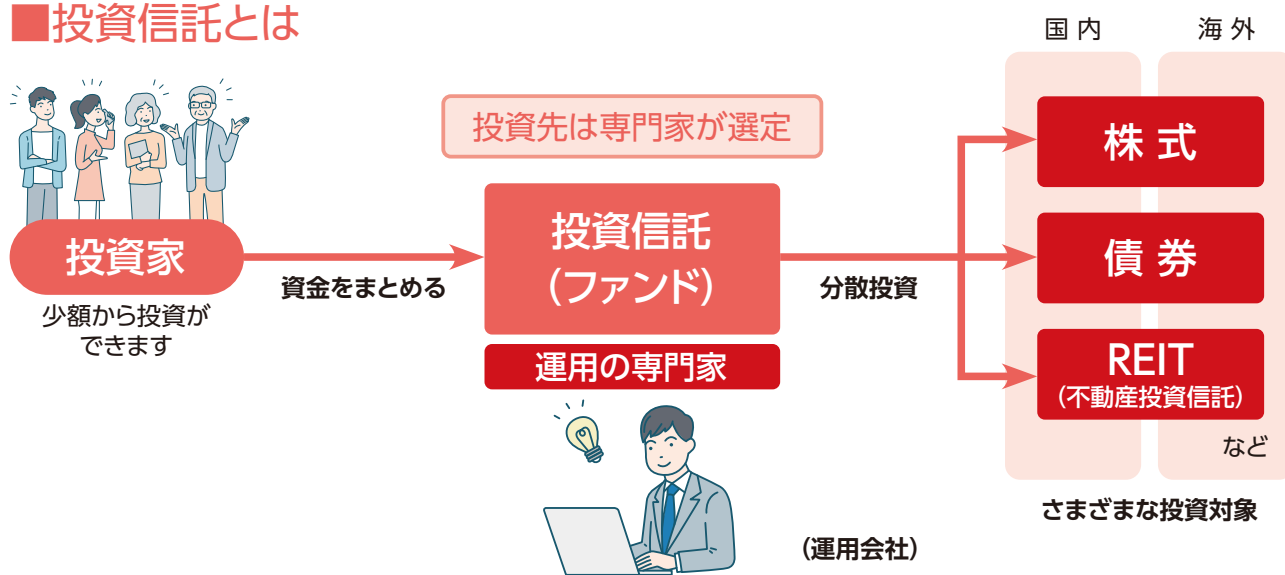 ■投資信託とは
国内
海外
投資先は専門家が選定
投資家
少額から投資が
できます
資金をまとめる
投資信託
(ファンド)
運用の専門家
(運用会社)
分散投資
株式
債券
REIT
(不動産投資信託)
など
さまざまな投資対象